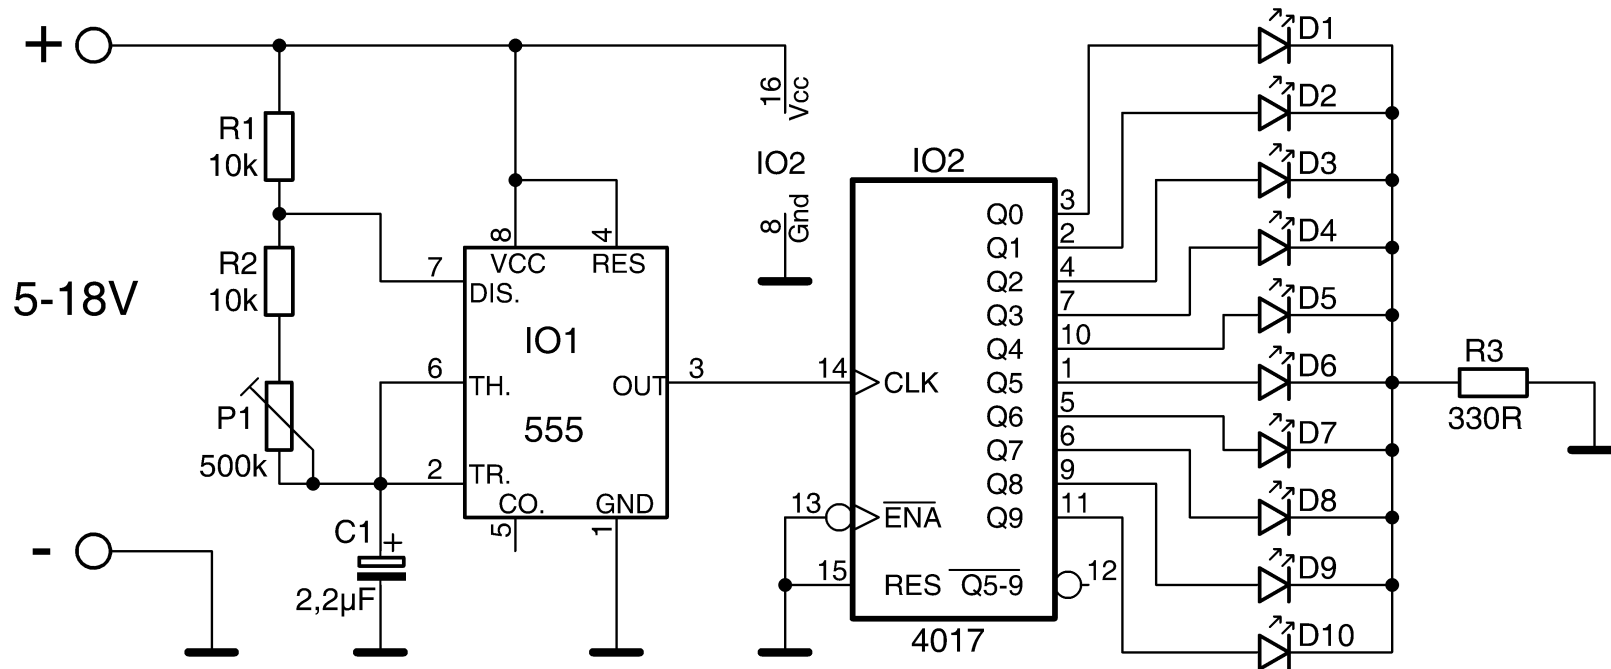 +
5-18V
-
R1
10k
R2
10k
P1
500k
C1 +
2,2µF
8
4
VCC RES
7
DIS.
IO1
6
TH.
OUT
3
555
2
TR.
CO. GND
5
1
16
Vcc
IO2
8
Gnd
IO2
14
CLK
13
ENA
15
RES
Q5-9
12
4017
Q0
3
Q1
2
Q2
4
Q3
7
Q4
10
Q5
1
Q6
5
Q7
6
Q8
9
Q9
11
D1
D2
D3
D4
D5
D6
D7
D8
D9
D10
R3
330R